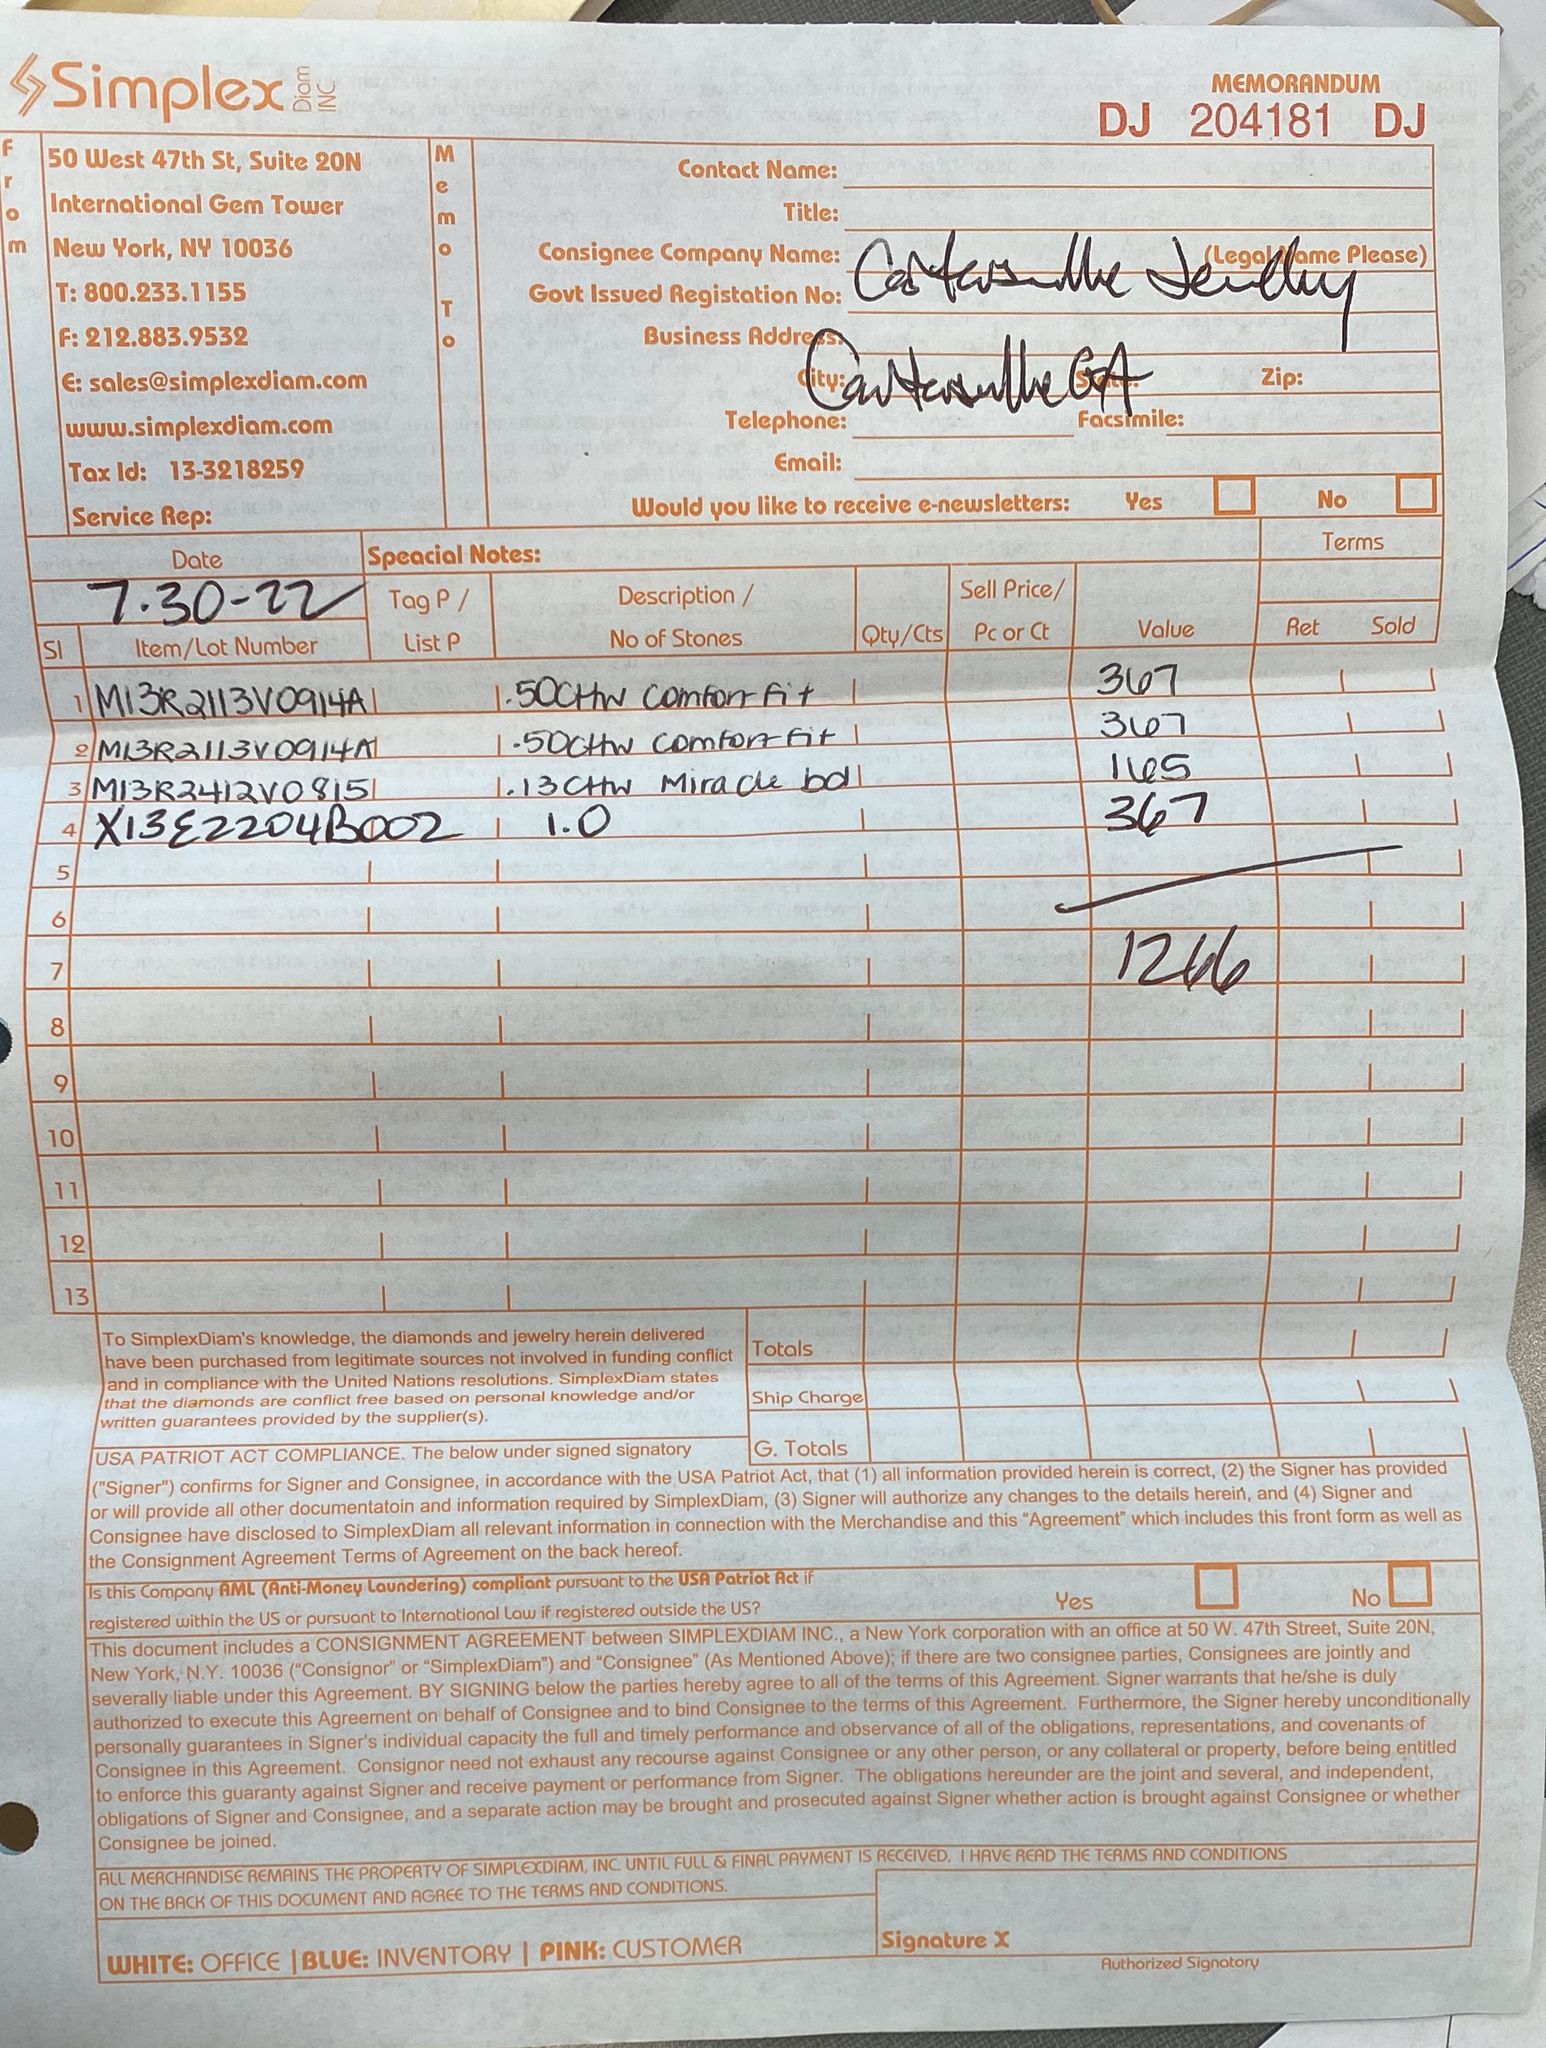 Simplex Diam INC
MEMORANDUM
DJ 204181 DJ
From
50 West 47th St, Suite 20N
International Gem Tower
New York, NY 10036
T: 800.233.1155
F: 212.883.9532
E: sales@simplexdiam.com
www.simplexdiam.com
Tax Id: 13-3218259
Service Rep:
Memo To
Contact Name:
Title:
Consignee Company Name: Cartersville Jewelry (Legal Name Please)
Govt Issued Registration No:
Business Address:
City: Cartersville GA State: Zip:
Telephone: Facsimile:
Email:
Would you like to receive e-newsletters: Yes No
Date Speacial Notes: Terms
7.30-22
Sl Item/Lot Number Tag P / List P Description / No of Stones Qty/Cts Sell Price/ Pc or Ct Value Ret Sold
1 M13R2113V0914A .50CTW Comfort Fit 367
2 M13R2113V0914A .50CTW Comfort Fit 367
3 M13R2412V0815 .13CTW Miracle bd 165
4 X13E2204B002 1.0 367
5
6
7 1266
8
9
10
11
12
13
To SimplexDiam's knowledge, the diamonds and jewelry herein delivered
have been purchased from legitimate sources not involved in funding conflict
and in compliance with the United Nations resolutions. SimplexDiam states
that the diamonds are conflict free based on personal knowledge and/or
written guarantees provided by the supplier(s).
Totals
Ship Charge
G. Totals
USA PATRIOT ACT COMPLIANCE. The below under signed signatory
("Signer") confirms for Signer and Consignee, in accordance with the USA Patriot Act, that (1) all information provided herein is correct, (2) the Signer has provided
or will provide all other documentatoin and information required by SimplexDiam, (3) Signer will authorize any changes to the details herein, and (4) Signer and
Consignee have disclosed to SimplexDiam all relevant information in connection with the Merchandise and this "Agreement" which includes this front form as well as
the Consignment Agreement Terms of Agreement on the back hereof.
Is this Company AML (Anti-Money Laundering) compliant pursuant to the USA Patriot Act if
registered within the US or pursuant to International Law if registered outside the US? Yes No
This document includes a CONSIGNMENT AGREEMENT between SIMPLEXDIAM INC., a New York corporation with an office at 50 W. 47th Street, Suite 20N,
New York, N.Y. 10036 ("Consignor" or "SimplexDiam") and "Consignee" (As Mentioned Above); if there are two consignee parties, Consignees are jointly and
severally liable under this Agreement. BY SIGNING below the parties hereby agree to all of the terms of this Agreement. Signer warrants that he/she is duly
authorized to execute this Agreement on behalf of Consignee and to bind Consignee to the terms of this Agreement. Furthermore, the Signer hereby unconditionally
personally guarantees in Signer's individual capacity the full and timely performance and observance of all of the obligations, representations, and covenants of
Consignee in this Agreement. Consignor need not exhaust any recourse against Consignee or any other person, or any collateral or property, before being entitled
to enforce this guaranty against Signer and receive payment or performance from Signer. The obligations hereunder are the joint and several, and independent,
obligations of Signer and Consignee, and a separate action may be brought and prosecuted against Signer whether action is brought against Consignee or whether
Consignee be joined.
ALL MERCHANDISE REMAINS THE PROPERTY OF SIMPLEXDIAM, INC. UNTIL FULL & FINAL PAYMENT IS RECEIVED. I HAVE READ THE TERMS AND CONDITIONS
ON THE BACK OF THIS DOCUMENT AND AGREE TO THE TERMS AND CONDITIONS.
Signature X
Authorized Signatory
WHITE: OFFICE | BLUE: INVENTORY | PINK: CUSTOMER